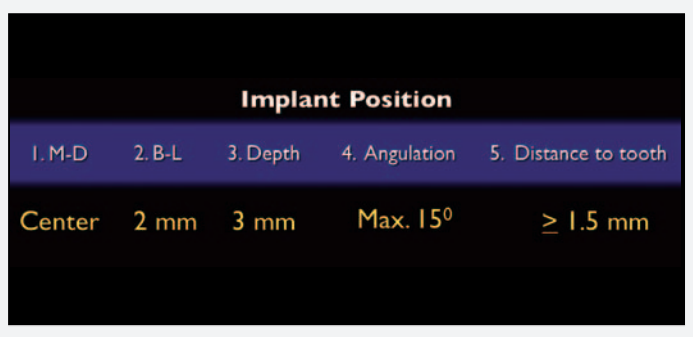 Implant Position
1. M-D 2. B-L 3. Depth 4. Angulation 5. Distance to tooth
Center 2 mm 3 mm Max. 15⁰ ≥ 1.5 mm